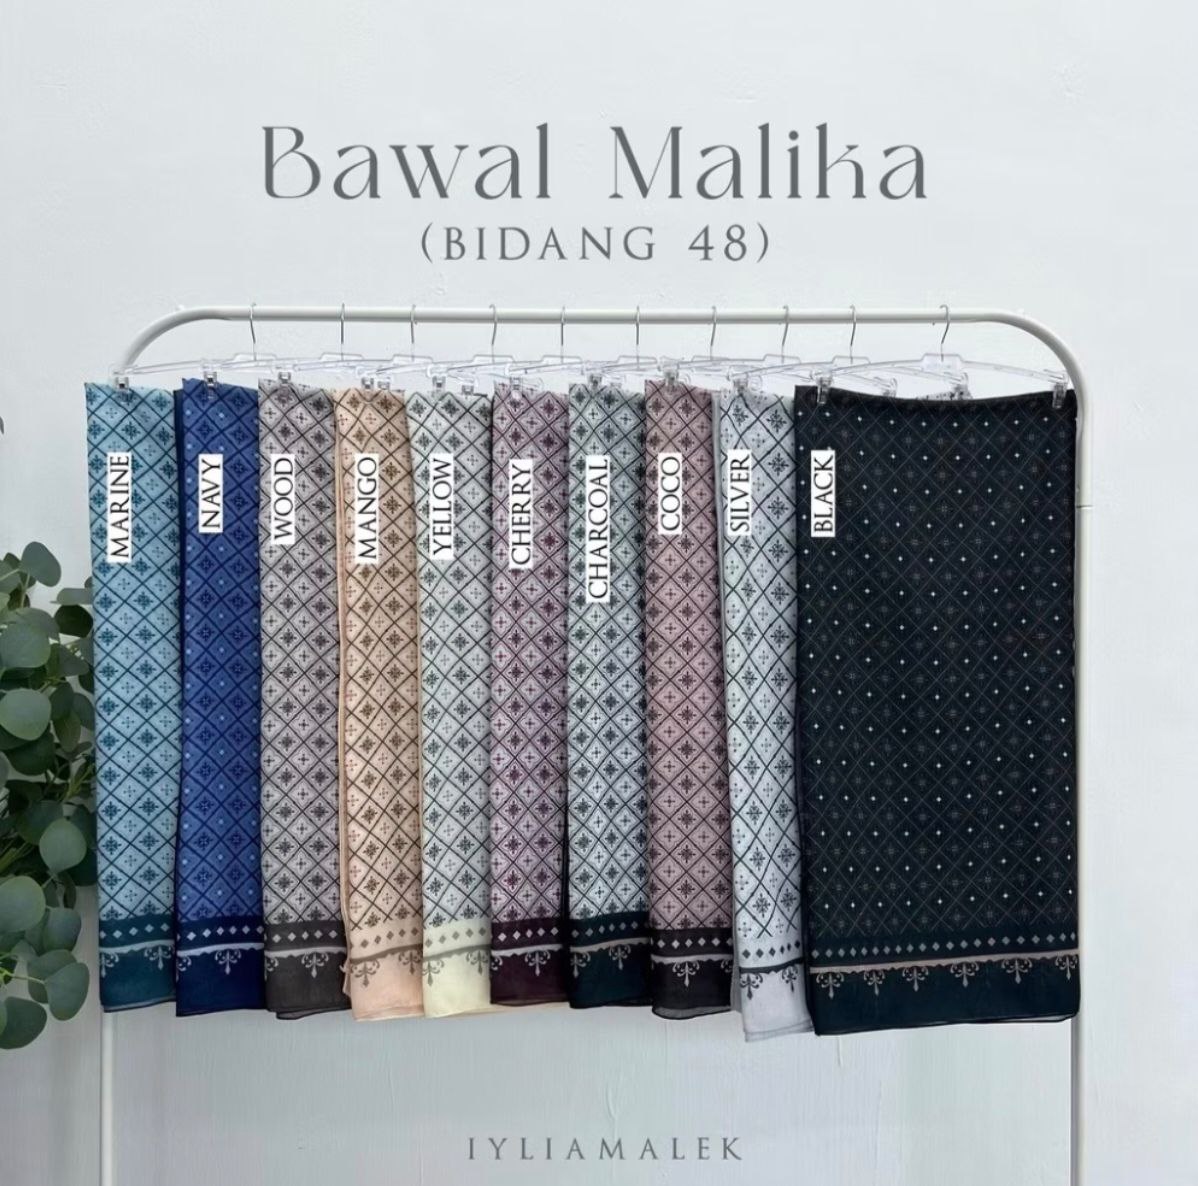 Bawal Malika
(BIDANG 48)
MARINE
NAVY
WOOD
MANGO
YELLOW
CHERRY
CHARCOAL
COCO
SILVER
BLACK
IYLIAMALEK